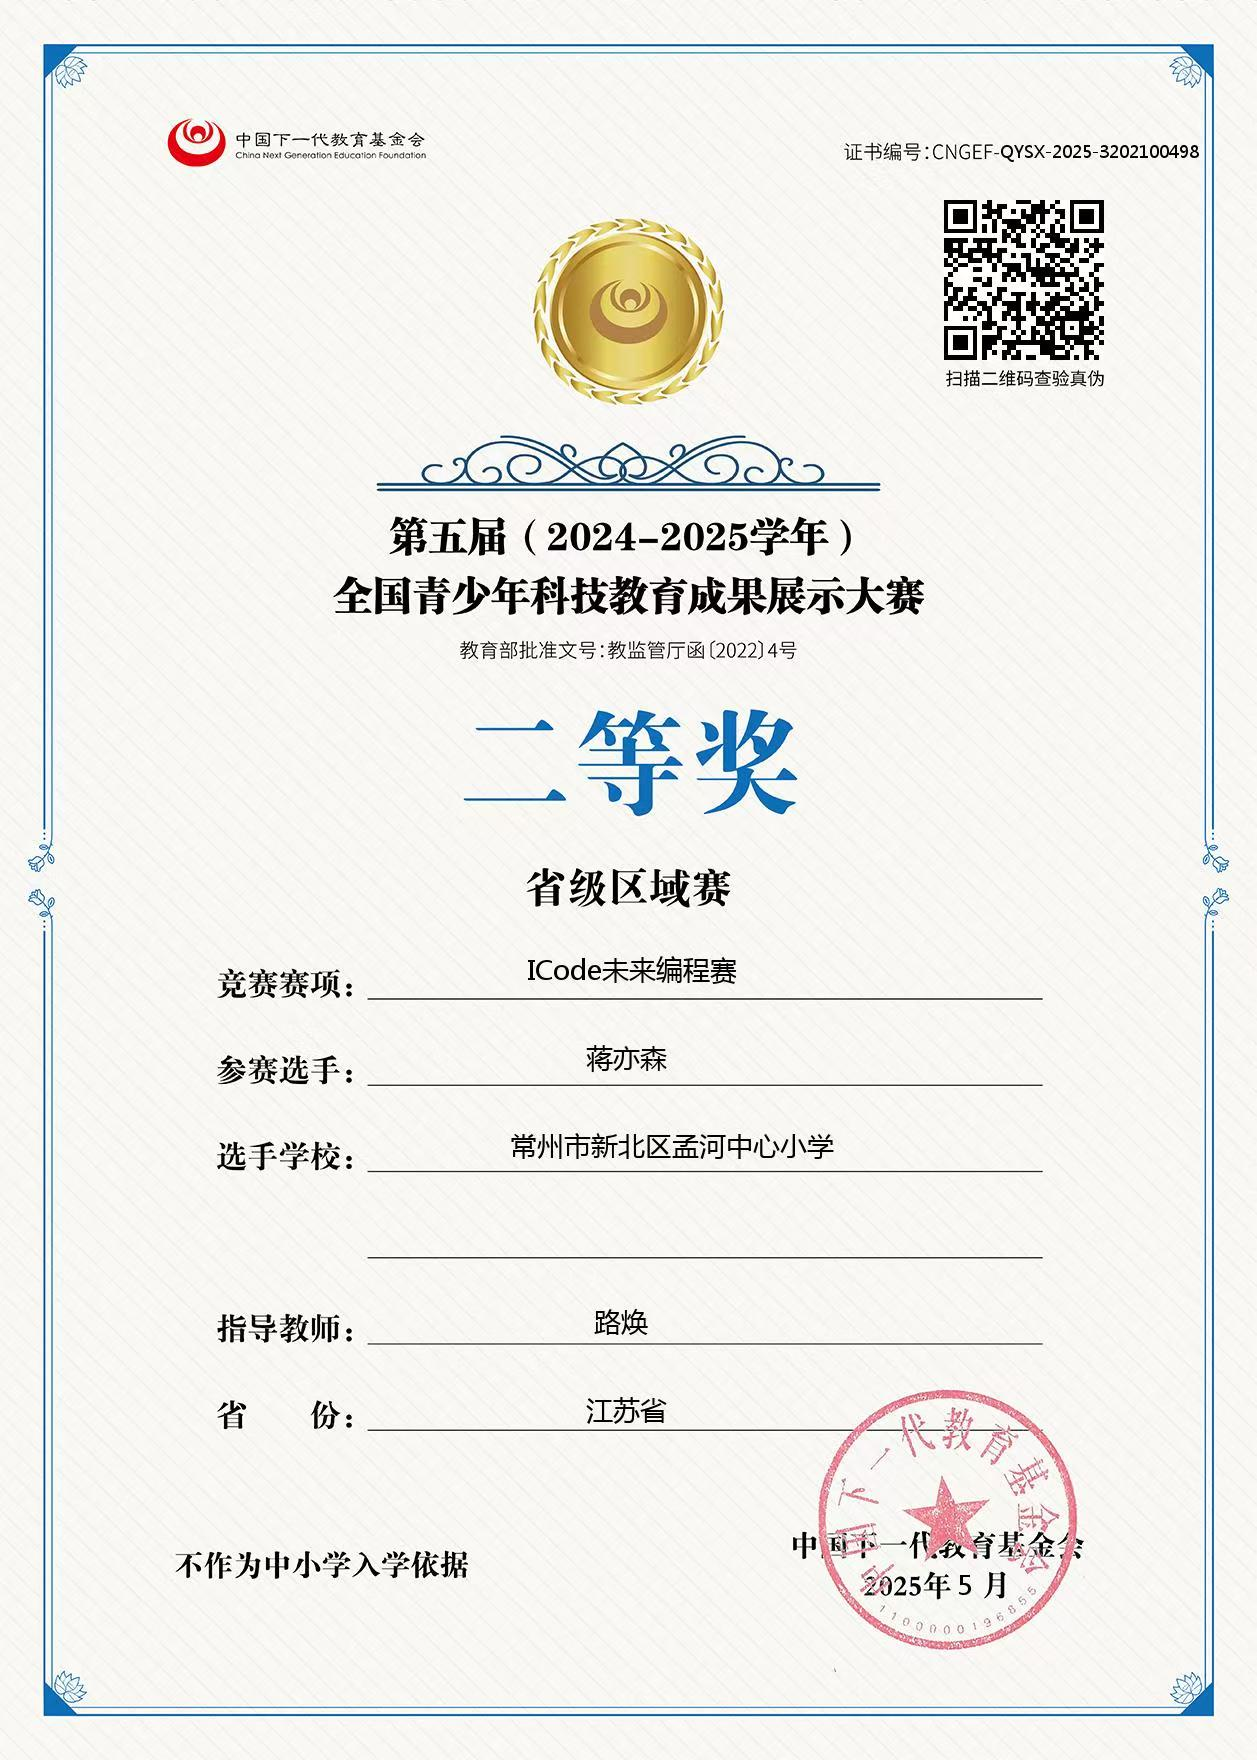 中国下一代教育基金会
China Next Generation Education Foundation
证书编号:CNGEF-QYSX-2025-3202100498
扫描二维码查验真伪
第五届（2024-2025学年）
全国青少年科技教育成果展示大赛
教育部批准文号:教监管厅函〔2022〕4号
二等奖
省级区域赛
竞赛赛项： ICode未来编程赛
参赛选手： 蒋亦森
选手学校： 常州市新北区孟河中心小学
指导教师： 路焕
省 份： 江苏省
中国下一代教育基金会
不作为中小学入学依据
中国下一代教育基金会
2025年 5 月
1100000196855